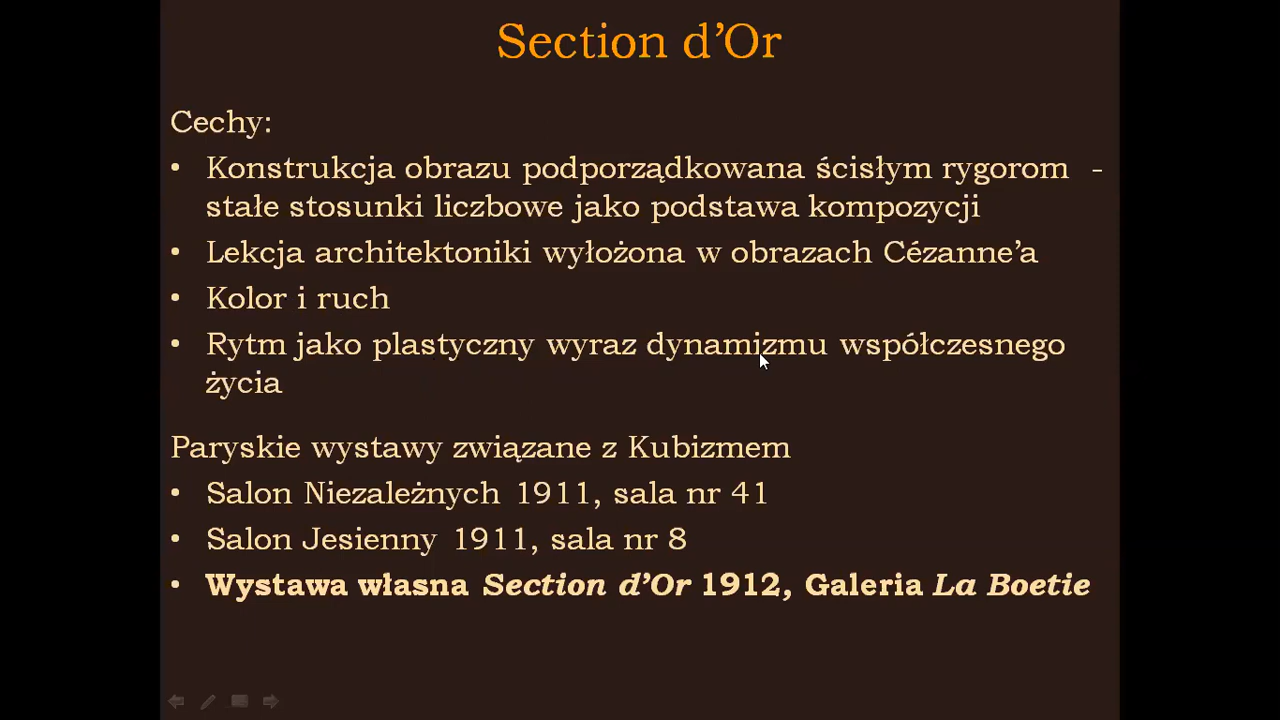 Section d’Or
Cechy:
• Konstrukcja obrazu podporządkowana ścisłym rygorom -
stałe stosunki liczbowe jako podstawa kompozycji
• Lekcja architektoniki wyłożona w obrazach Cézanne’a
• Kolor i ruch
• Rytm jako plastyczny wyraz dynamizmu współczesnego
życia
Paryskie wystawy związane z Kubizmem
• Salon Niezależnych 1911, sala nr 41
• Salon Jesienny 1911, sala nr 8
• Wystawa własna Section d’Or 1912, Galeria La Boetie